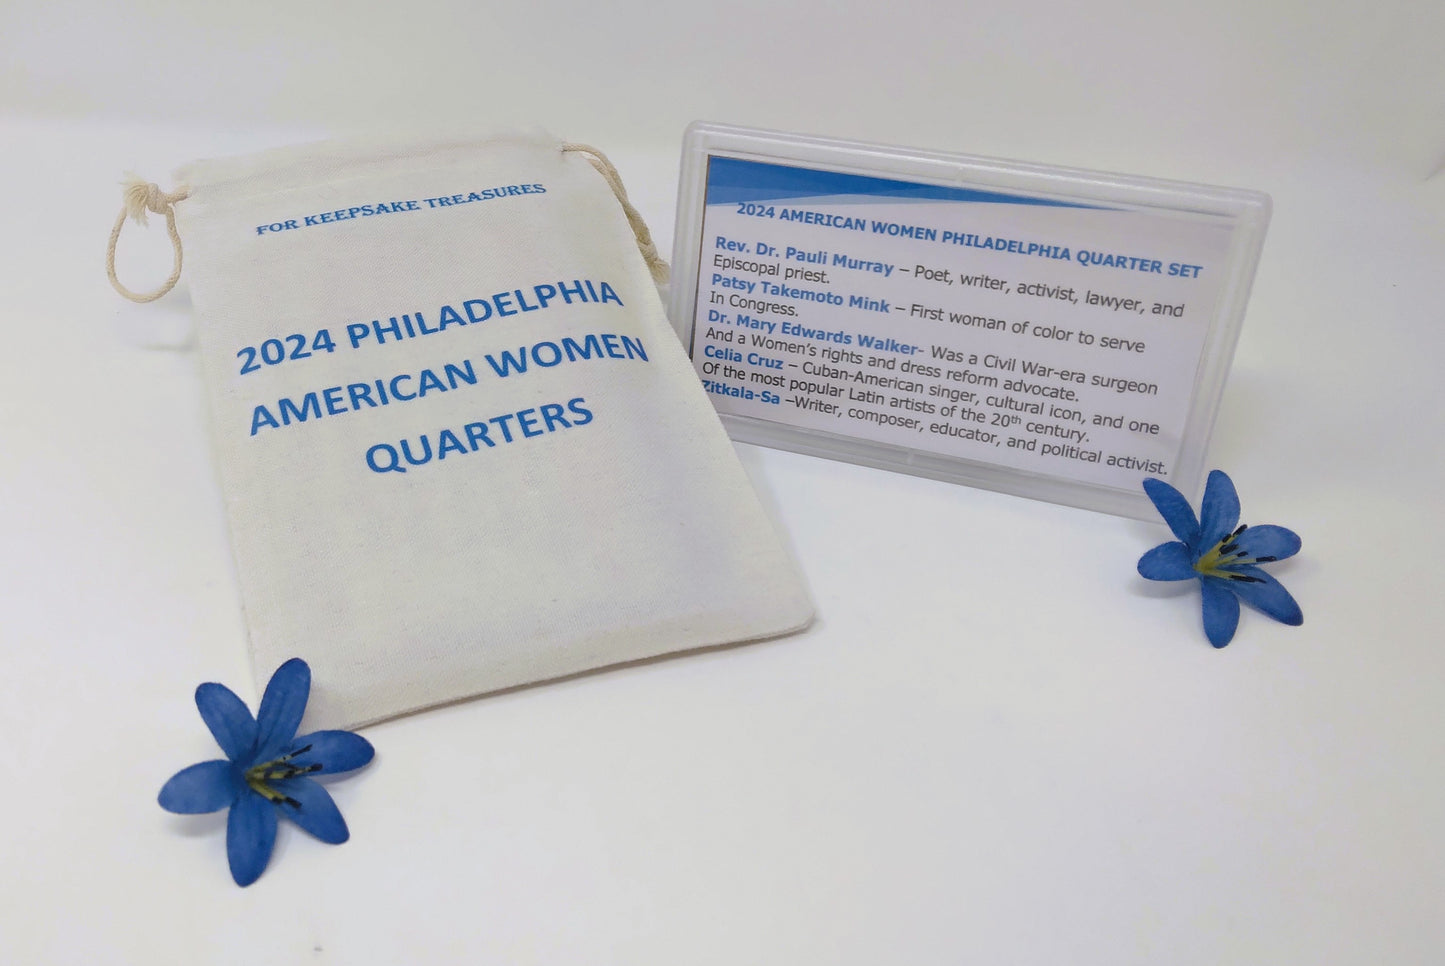 FOR KEEPSAKE TREASURES
2024 PHILADELPHIA
AMERICAN WOMEN
QUARTERS
2024 AMERICAN WOMEN PHILADELPHIA QUARTER SET
Rev. Dr. Pauli Murray – Poet, writer, activist, lawyer, and
Episcopal priest.
Patsy Takemoto Mink – First woman of color to serve
In Congress.
Dr. Mary Edwards Walker- Was a Civil War-era surgeon
And a Women's rights and dress reform advocate.
Celia Cruz – Cuban-American singer, cultural icon, and one
Of the most popular Latin artists of the 20th century.
Zitkala-Sa –Writer, composer, educator, and political activist.